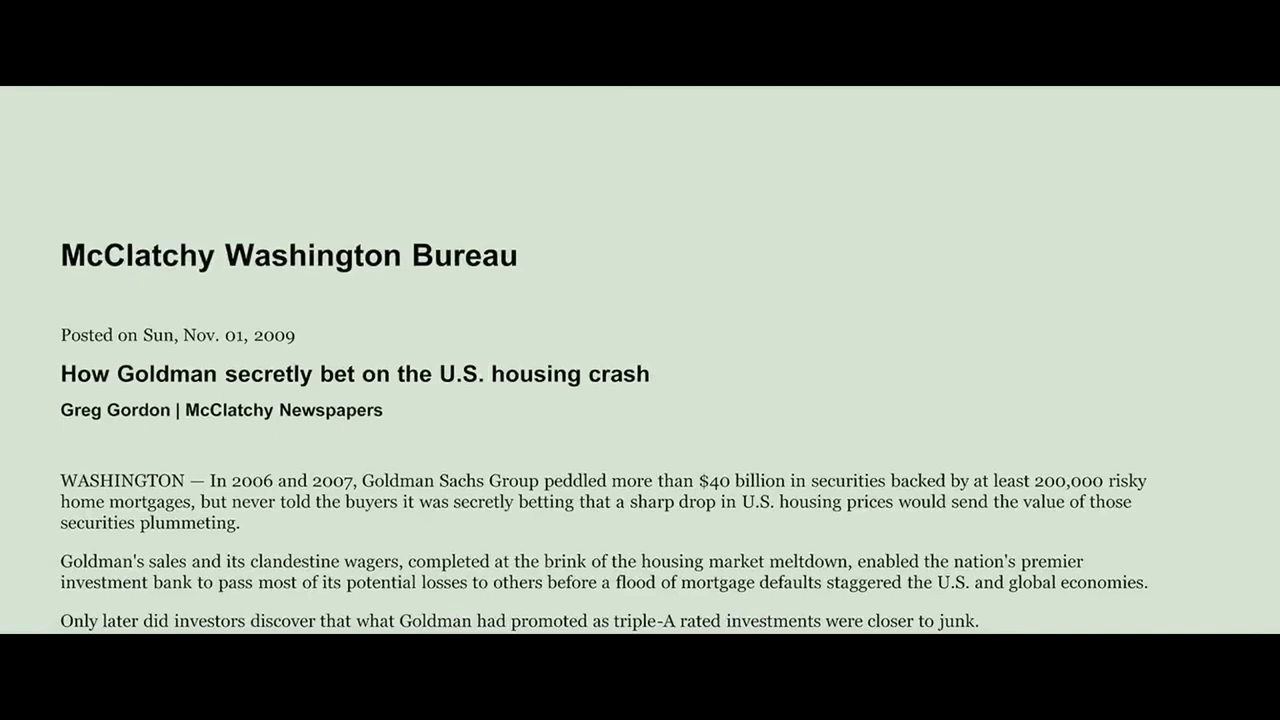 McClatchy Washington Bureau
Posted on Sun, Nov. 01, 2009
How Goldman secretly bet on the U.S. housing crash
Greg Gordon | McClatchy Newspapers
WASHINGTON — In 2006 and 2007, Goldman Sachs Group peddled more than $40 billion in securities backed by at least 200,000 risky
home mortgages, but never told the buyers it was secretly betting that a sharp drop in U.S. housing prices would send the value of those
securities plummeting.
Goldman's sales and its clandestine wagers, completed at the brink of the housing market meltdown, enabled the nation's premier
investment bank to pass most of its potential losses to others before a flood of mortgage defaults staggered the U.S. and global economies.
Only later did investors discover that what Goldman had promoted as triple-A rated investments were closer to junk.